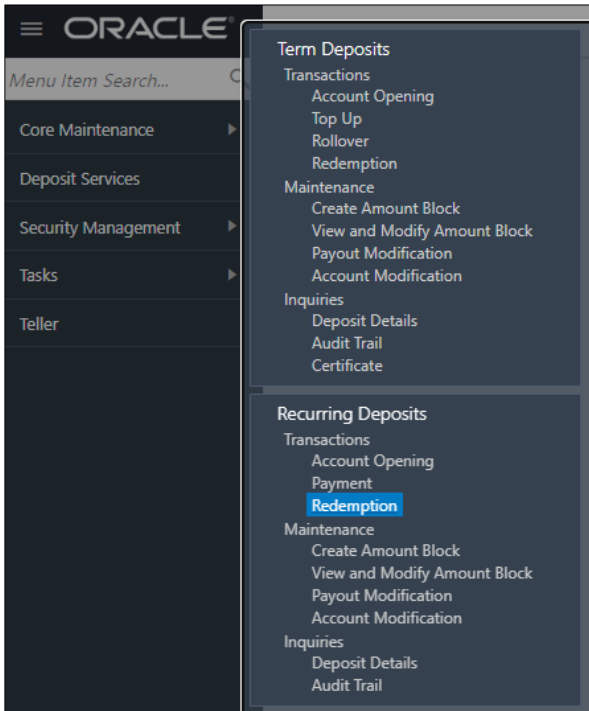 ORACLE
Menu Item Search...
Core Maintenance
Deposit Services
Security Management
Tasks
Teller
Term Deposits
Transactions
Account Opening
Top Up
Rollover
Redemption
Maintenance
Create Amount Block
View and Modify Amount Block
Payout Modification
Account Modification
Inquiries
Deposit Details
Audit Trail
Certificate
Recurring Deposits
Transactions
Account Opening
Payment
Redemption
Maintenance
Create Amount Block
View and Modify Amount Block
Payout Modification
Account Modification
Inquiries
Deposit Details
Audit Trail